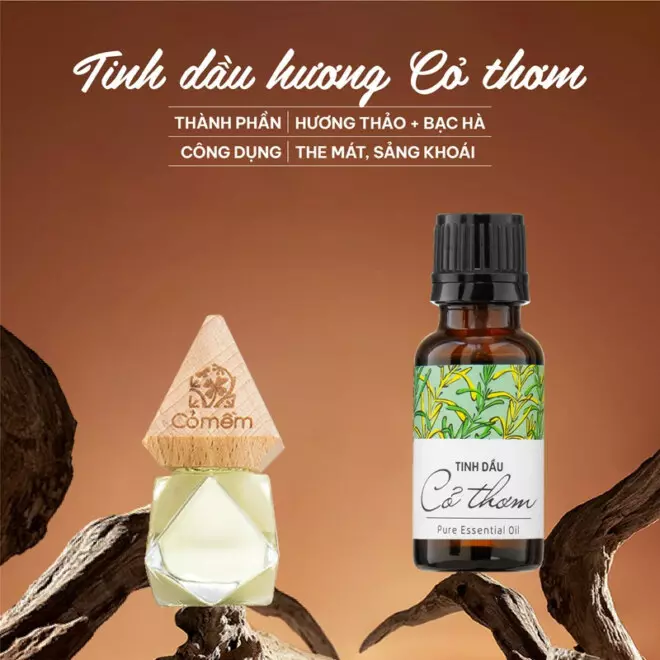 Tinh dầu hương Cỏ thơm
THÀNH PHẦN | HƯƠNG THẢO + BẠC HÀ
CÔNG DỤNG | THE MÁT, SẢNG KHOÁI
Cỏmềm
TINH DẦU
Cỏ thơm
Pure Essential Oil